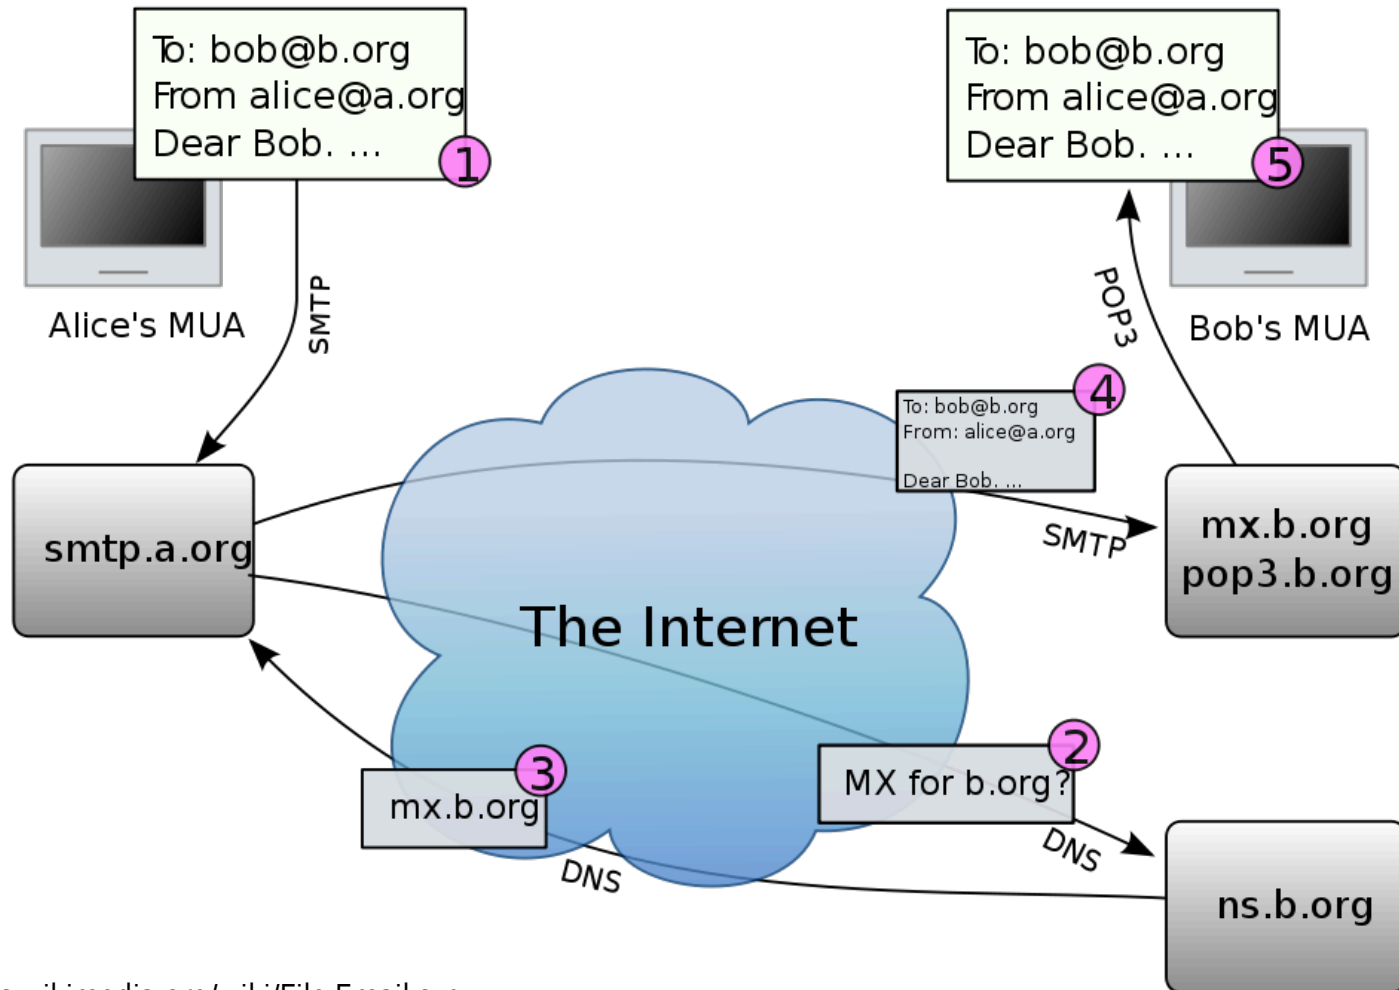 To: bob@b.org
From alice@a.org
Dear Bob. ...
1
To: bob@b.org
From alice@a.org
Dear Bob. ...
5
Alice's MUA
SMTP
POP3
Bob's MUA
To: bob@b.org
From: alice@a.org
Dear Bob. ...
4
smtp.a.org
SMTP
mx.b.org
pop3.b.org
The Internet
3
mx.b.org
2
MX for b.org?
DNS
DNS
ns.b.org